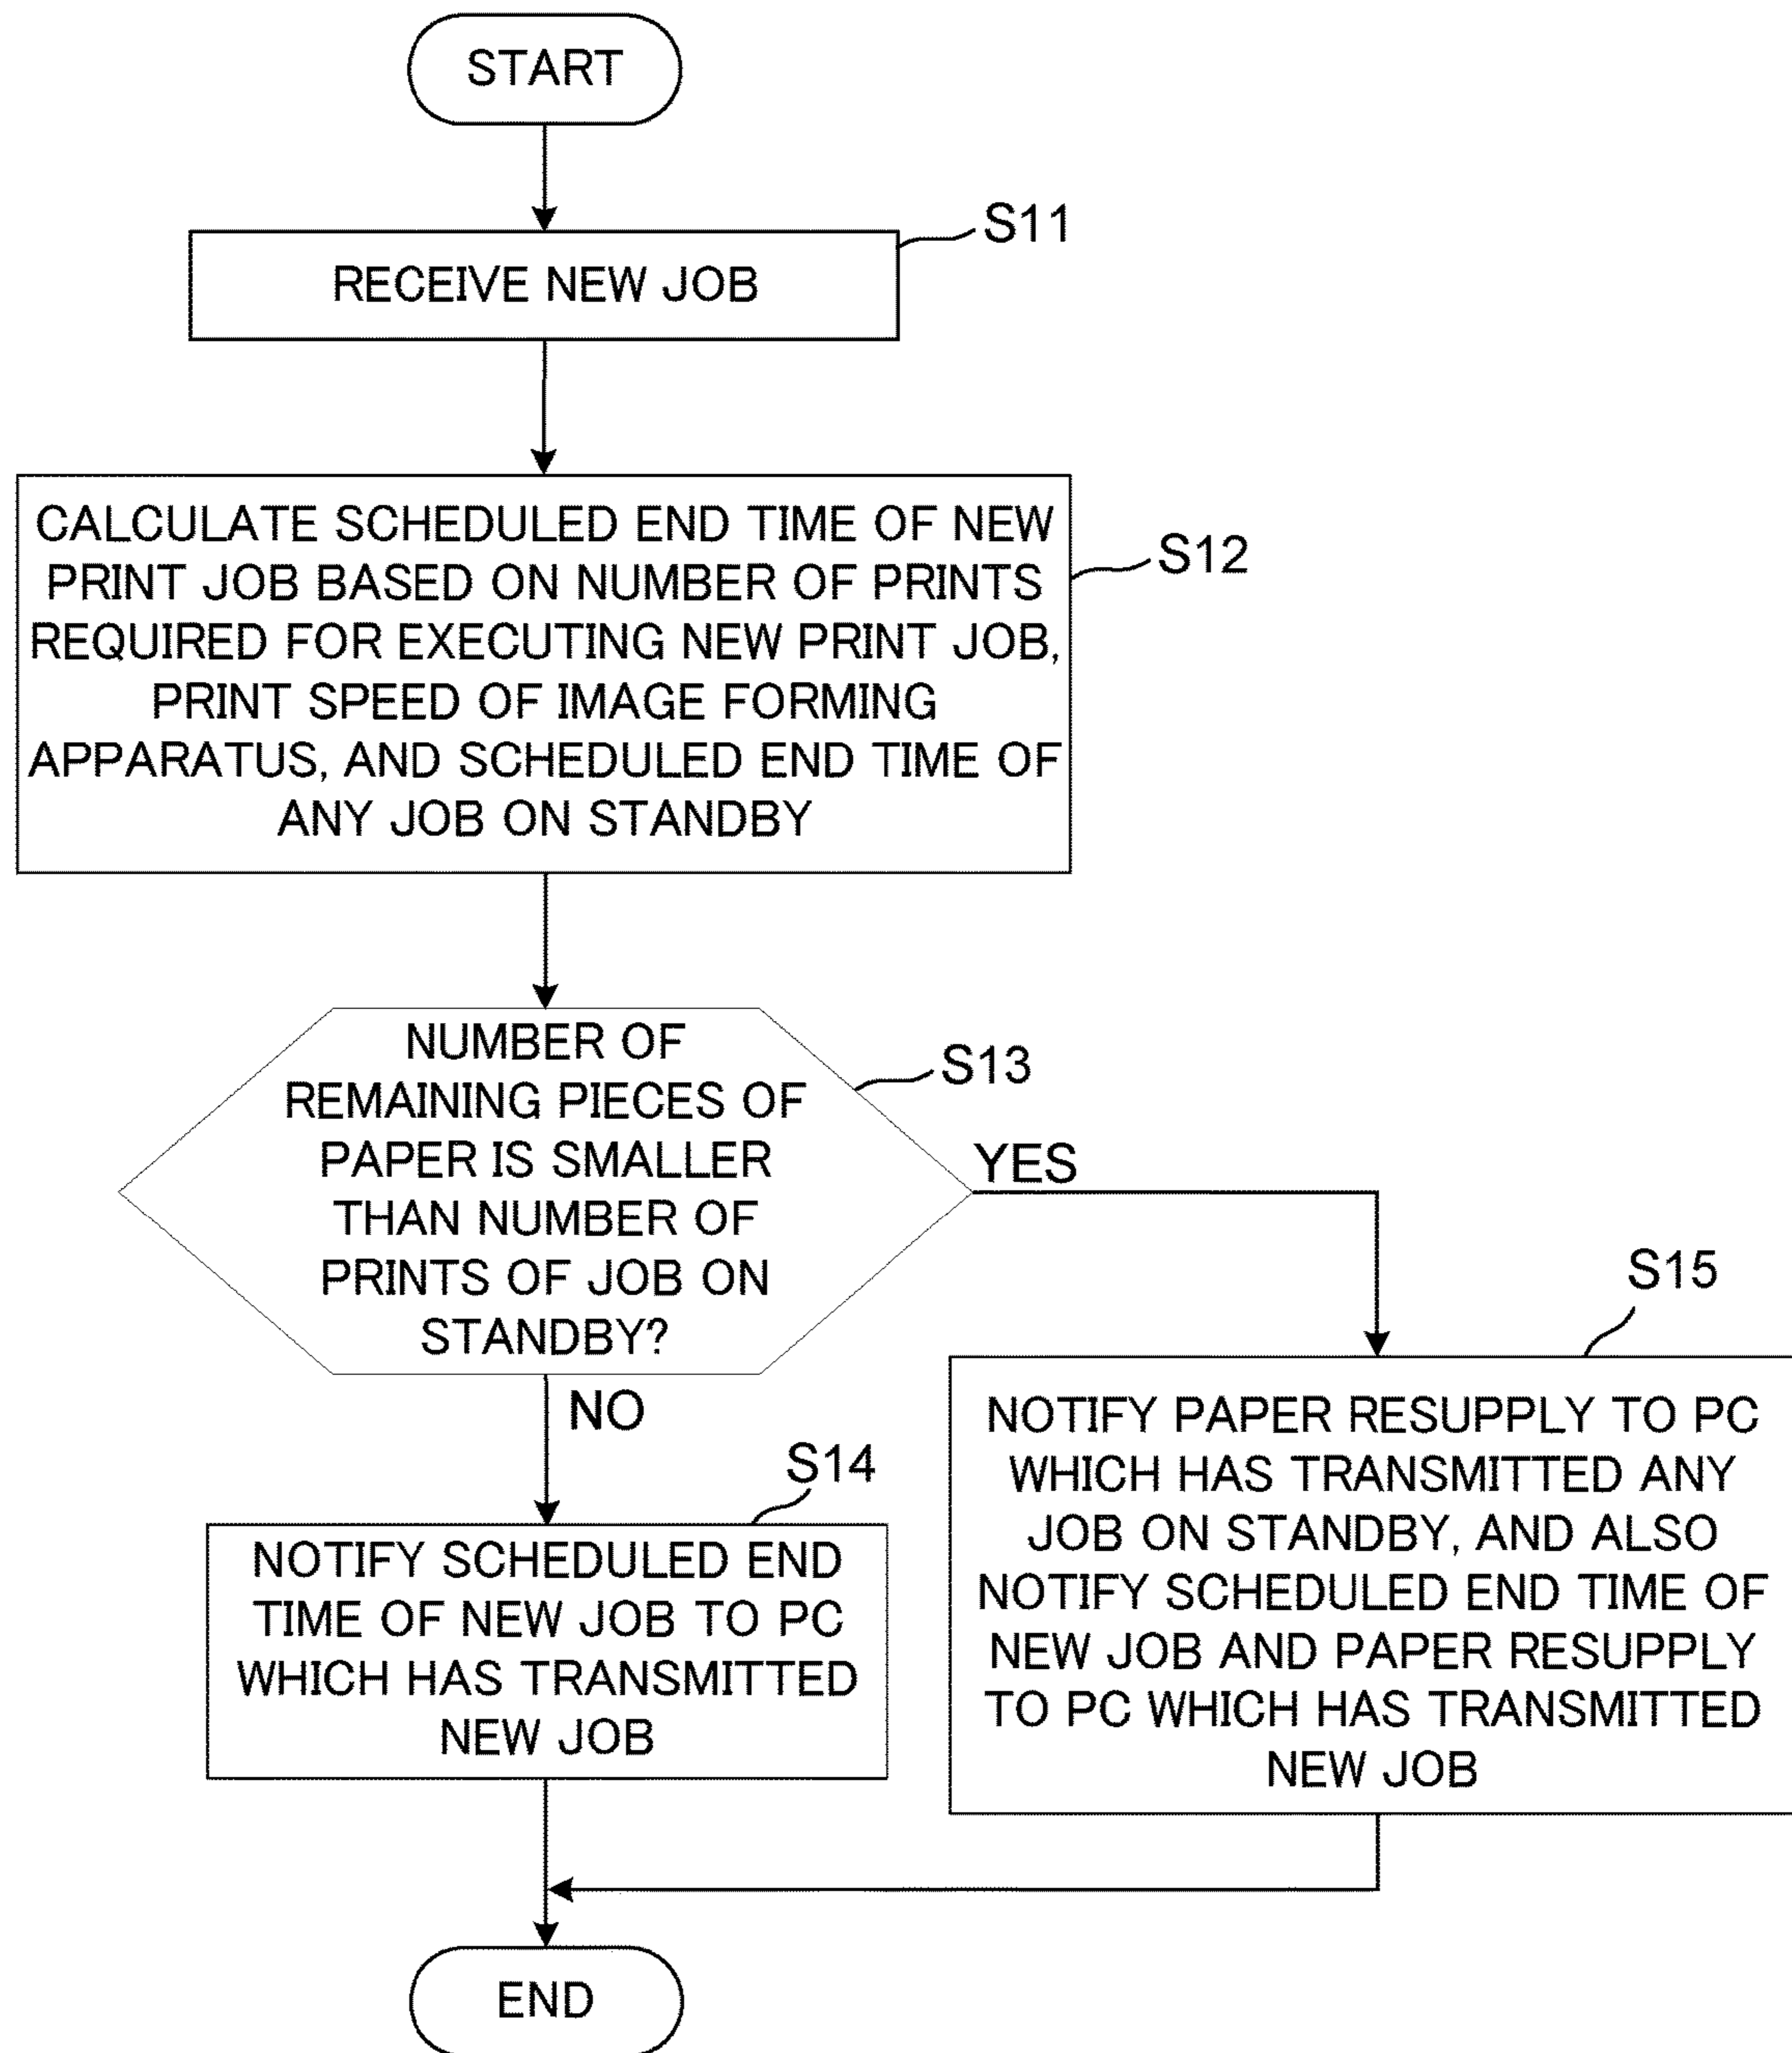 START
S11
RECEIVE NEW JOB
S12
CALCULATE SCHEDULED END TIME OF NEW
PRINT JOB BASED ON NUMBER OF PRINTS
REQUIRED FOR EXECUTING NEW PRINT JOB,
PRINT SPEED OF IMAGE FORMING
APPARATUS, AND SCHEDULED END TIME OF
ANY JOB ON STANDBY
S13
NUMBER OF
REMAINING PIECES OF
PAPER IS SMALLER
THAN NUMBER OF
PRINTS OF JOB ON
STANDBY?
YES
NO
S14
NOTIFY SCHEDULED END
TIME OF NEW JOB TO PC
WHICH HAS TRANSMITTED
NEW JOB
S15
NOTIFY PAPER RESUPPLY TO PC
WHICH HAS TRANSMITTED ANY
JOB ON STANDBY, AND ALSO
NOTIFY SCHEDULED END TIME OF
NEW JOB AND PAPER RESUPPLY
TO PC WHICH HAS TRANSMITTED
NEW JOB
END